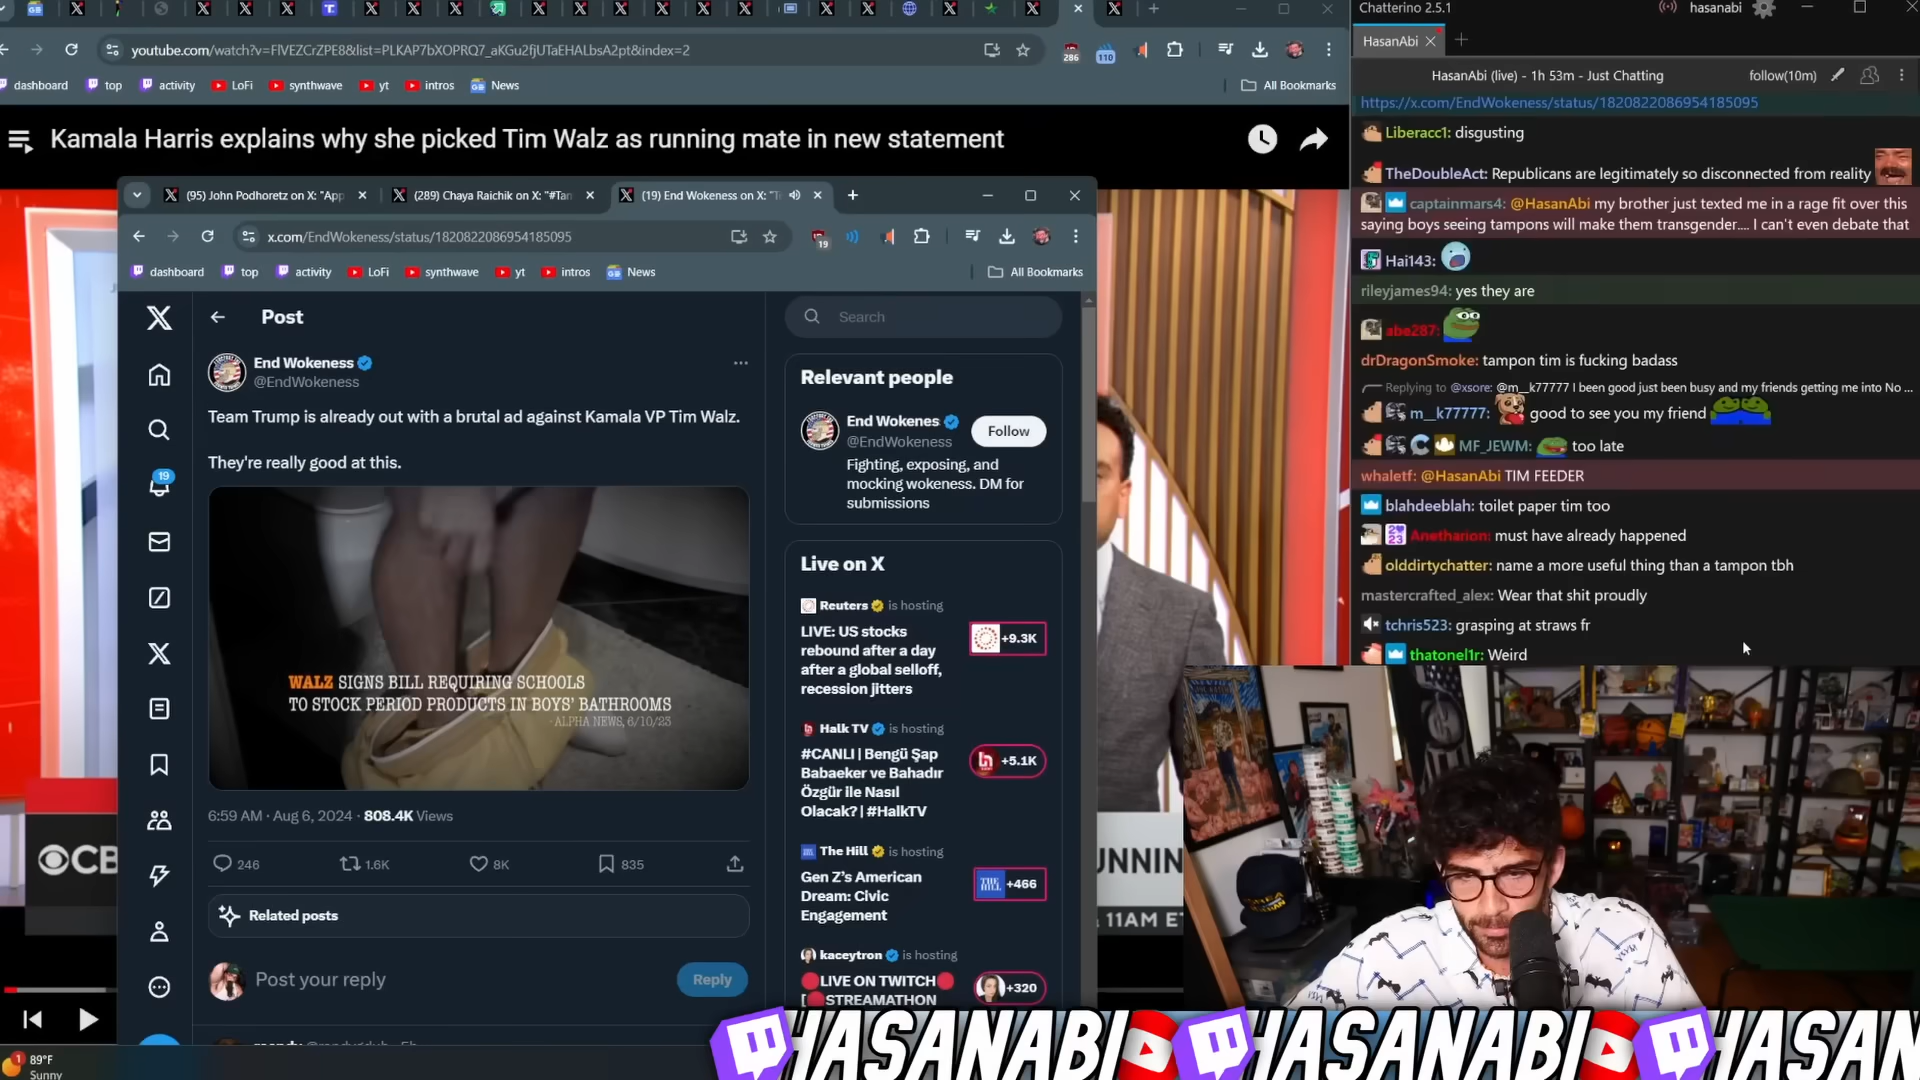 youtube.com/watch?v=FlVEZCrZPE8&list=PLKAP7bXOPRQ7_aKGu2fjUTaEHALbsA2pt&index=2
286
110
dashboard
top
activity
LoFi
synthwave
yt
intros
News
All Bookmarks
Kamala Harris explains why she picked Tim Walz as running mate in new statement
(95) John Podhoretz on X: "App
(289) Chaya Raichik on X: "#Tan
(19) End Wokeness on X: "T
x.com/EndWokeness/status/1820822086954185095
19
dashboard
top
activity
LoFi
synthwave
yt
intros
News
All Bookmarks
19
Post
End Wokeness
@EndWokeness
Team Trump is already out with a brutal ad against Kamala VP Tim Walz.
They're really good at this.
WALZ SIGNS BILL REQUIRING SCHOOLS
TO STOCK PERIOD PRODUCTS IN BOYS' BATHROOMS
- ALPHA NEWS, 6/10/23
6:59 AM · Aug 6, 2024 · 808.4K Views
246
1.6K
8K
835
Related posts
Post your reply
Reply
Search
Relevant people
End Wokenes
@EndWokeness
Follow
Fighting, exposing, and
mocking wokeness. DM for
submissions
Live on X
Reuters is hosting
LIVE: US stocks
rebound after a day
after a global selloff,
recession jitters
+9.3K
Halk TV is hosting
#CANLI | Bengü Şap
Babaeker ve Bahadır
Özgür ile Nasıl
Olacak? | #HalkTV
+5.1K
The Hill is hosting
Gen Z's American
Dream: Civic
Engagement
THE HILL
+466
kaceytron is hosting
LIVE ON TWITCH
STREAMATHON
+320
CB
UNNIN
11AM ET
89°F
Sunny
1
Chatterino 2.5.1
hasanabi
HasanAbi
HasanAbi (live) - 1h 53m - Just Chatting
follow(10m)
https://x.com/EndWokeness/status/1820822086954185095
Liberacc1: disgusting
TheDoubleAct: Republicans are legitimately so disconnected from reality
captainmars4: @HasanAbi my brother just texted me in a rage fit over this
saying boys seeing tampons will make them transgender.... I can't even debate that
Hai143:
rileyjames94: yes they are
abe287:
drDragonSmoke: tampon tim is fucking badass
Replying to @xsore: @m__k77777 I been good just been busy and my friends getting me into No ...
m__k77777: good to see you my friend
MF_JEWM: too late
whaletf: @HasanAbi TIM FEEDER
blahdeeblah: toilet paper tim too
Anetharion: must have already happened
olddirtychatter: name a more useful thing than a tampon tbh
mastercrafted_alex: Wear that shit proudly
tchris523: grasping at straws fr
thatonel1r: Weird
HASANABI
HASANABI
HASAN